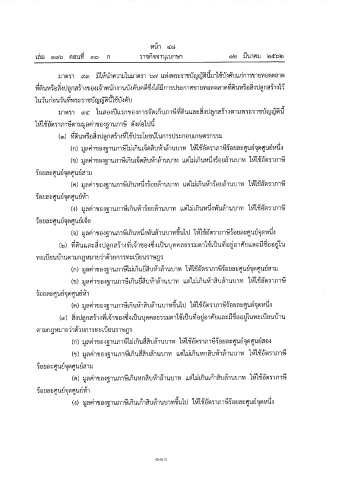 หน้า ๔๘
เล่ม ๑๓๖ ตอนที่ ๓๐ ก ราชกิจจานุเบกษา ๑๒ มีนาคม ๒๕๖๒
มาตรา ๙๓ มิให้นำความในมาตรา ๖๗ แห่งพระราชบัญญัตินี้มาใช้บังคับแก่การขายทอดตลาด
ที่ดินหรือสิ่งปลูกสร้างของเจ้าพนักงานบังคับคดีซึ่งได้มีการประกาศขายทอดตลาดที่ดินหรือสิ่งปลูกสร้างไว้
ในวันก่อนวันที่พระราชบัญญัตินี้ใช้บังคับ
มาตรา ๙๔ ในสองปีแรกของการจัดเก็บภาษีที่ดินและสิ่งปลูกสร้างตามพระราชบัญญัตินี้
ให้ใช้อัตราภาษีตามมูลค่าของฐานภาษี ดังต่อไปนี้
(๑) ที่ดินหรือสิ่งปลูกสร้างที่ใช้ประโยชน์ในการประกอบเกษตรกรรม
(ก) มูลค่าของฐานภาษีไม่เกินเจ็ดสิบห้าล้านบาท ให้ใช้อัตราภาษีร้อยละศูนย์จุดศูนย์หนึ่ง
(ข) มูลค่าของฐานภาษีเกินเจ็ดสิบห้าล้านบาท แต่ไม่เกินหนึ่งร้อยล้านบาท ให้ใช้อัตราภาษี
ร้อยละศูนย์จุดศูนย์สาม
(ค) มูลค่าของฐานภาษีเกินหนึ่งร้อยล้านบาท แต่ไม่เกินห้าร้อยล้านบาท ให้ใช้อัตราภาษี
ร้อยละศูนย์จุดศูนย์ห้า
(ง) มูลค่าของฐานภาษีเกินห้าร้อยล้านบาท แต่ไม่เกินหนึ่งพันล้านบาท ให้ใช้อัตราภาษี
ร้อยละศูนย์จุดศูนย์เจ็ด
(จ) มูลค่าของฐานภาษีเกินหนึ่งพันล้านบาทขึ้นไป ให้ใช้อัตราภาษีร้อยละศูนย์จุดหนึ่ง
(๒) ที่ดินและสิ่งปลูกสร้างที่เจ้าของซึ่งเป็นบุคคลธรรมดาใช้เป็นที่อยู่อาศัยและมีชื่ออยู่ใน
ทะเบียนบ้านตามกฎหมายว่าด้วยการทะเบียนราษฎร
(ก) มูลค่าของฐานภาษีไม่เกินยี่สิบห้าล้านบาท ให้ใช้อัตราภาษีร้อยละศูนย์จุดศูนย์สาม
(ข) มูลค่าของฐานภาษีเกินยี่สิบห้าล้านบาท แต่ไม่เกินห้าสิบล้านบาท ให้ใช้อัตราภาษี
ร้อยละศูนย์จุดศูนย์ห้า
(ค) มูลค่าของฐานภาษีเกินห้าสิบล้านบาทขึ้นไป ให้ใช้อัตราภาษีร้อยละศูนย์จุดหนึ่ง
(๓) สิ่งปลูกสร้างที่เจ้าของซึ่งเป็นบุคคลธรรมดาใช้เป็นที่อยู่อาศัยและมีชื่ออยู่ในทะเบียนบ้าน
ตามกฎหมายว่าด้วยการทะเบียนราษฎร
(ก) มูลค่าของฐานภาษีไม่เกินสี่สิบล้านบาท ให้ใช้อัตราภาษีร้อยละศูนย์จุดศูนย์สอง
(ข) มูลค่าของฐานภาษีเกินสี่สิบล้านบาท แต่ไม่เกินหกสิบห้าล้านบาท ให้ใช้อัตราภาษี
ร้อยละศูนย์จุดศูนย์สาม
(ค) มูลค่าของฐานภาษีเกินหกสิบห้าล้านบาท แต่ไม่เกินเก้าสิบล้านบาท ให้ใช้อัตราภาษี
ร้อยละศูนย์จุดศูนย์ห้า
(ง) มูลค่าของฐานภาษีเกินเก้าสิบล้านบาทขึ้นไป ให้ใช้อัตราภาษีร้อยละศูนย์จุดหนึ่ง